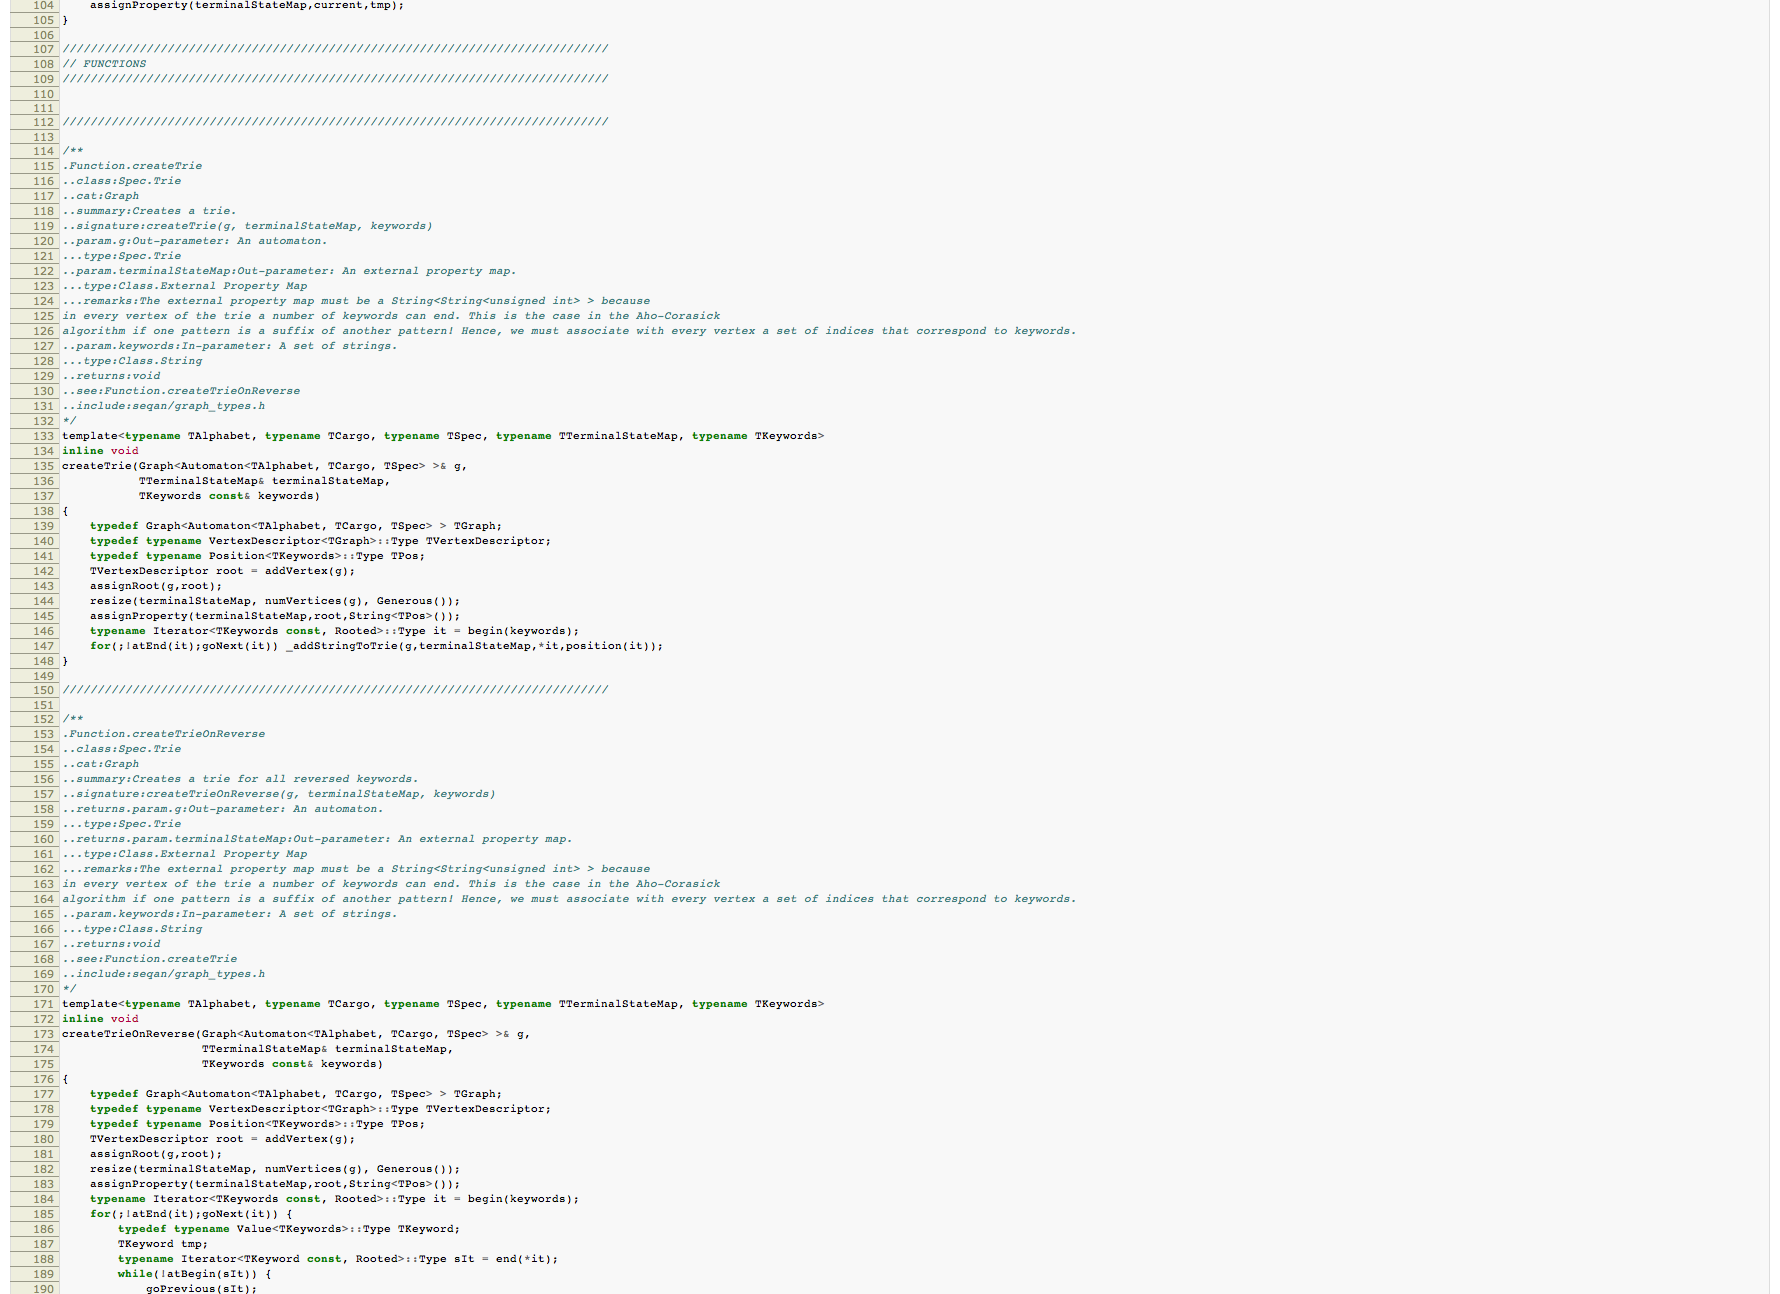 104     assignProperty(terminalStateMap,current,tmp);
105 }
106
107 //////////////////////////////////////////////////////////////////////////////
108 // FUNCTIONS
109 //////////////////////////////////////////////////////////////////////////////
110
111
112 //////////////////////////////////////////////////////////////////////////////
113
114 /**
115 .Function.createTrie
116 ..class:Spec.Trie
117 ..cat:Graph
118 ..summary:Creates a trie.
119 ..signature:createTrie(g, terminalStateMap, keywords)
120 ..param.g:Out-parameter: An automaton.
121 ...type:Spec.Trie
122 ..param.terminalStateMap:Out-parameter: An external property map.
123 ...type:Class.External Property Map
124 ...remarks:The external property map must be a String<String<unsigned int> > because
125 in every vertex of the trie a number of keywords can end. This is the case in the Aho-Corasick
126 algorithm if one pattern is a suffix of another pattern! Hence, we must associate with every vertex a set of indices that correspond to keywords.
127 ..param.keywords:In-parameter: A set of strings.
128 ...type:Class.String
129 ..returns:void
130 ..see:Function.createTrieOnReverse
131 ..include:seqan/graph_types.h
132 */
133 template<typename TAlphabet, typename TCargo, typename TSpec, typename TTerminalStateMap, typename TKeywords>
134 inline void
135 createTrie(Graph<Automaton<TAlphabet, TCargo, TSpec> >& g,
136            TTerminalStateMap& terminalStateMap,
137            TKeywords const& keywords)
138 {
139     typedef Graph<Automaton<TAlphabet, TCargo, TSpec> > TGraph;
140     typedef typename VertexDescriptor<TGraph>::Type TVertexDescriptor;
141     typedef typename Position<TKeywords>::Type TPos;
142     TVertexDescriptor root = addVertex(g);
143     assignRoot(g,root);
144     resize(terminalStateMap, numVertices(g), Generous());
145     assignProperty(terminalStateMap,root,String<TPos>());
146     typename Iterator<TKeywords const, Rooted>::Type it = begin(keywords);
147     for(;!atEnd(it);goNext(it)) _addStringToTrie(g,terminalStateMap,*it,position(it));
148 }
149
150 //////////////////////////////////////////////////////////////////////////////
151
152 /**
153 .Function.createTrieOnReverse
154 ..class:Spec.Trie
155 ..cat:Graph
156 ..summary:Creates a trie for all reversed keywords.
157 ..signature:createTrieOnReverse(g, terminalStateMap, keywords)
158 ..returns.param.g:Out-parameter: An automaton.
159 ...type:Spec.Trie
160 ..returns.param.terminalStateMap:Out-parameter: An external property map.
161 ...type:Class.External Property Map
162 ...remarks:The external property map must be a String<String<unsigned int> > because
163 in every vertex of the trie a number of keywords can end. This is the case in the Aho-Corasick
164 algorithm if one pattern is a suffix of another pattern! Hence, we must associate with every vertex a set of indices that correspond to keywords.
165 ..param.keywords:In-parameter: A set of strings.
166 ...type:Class.String
167 ..returns:void
168 ..see:Function.createTrie
169 ..include:seqan/graph_types.h
170 */
171 template<typename TAlphabet, typename TCargo, typename TSpec, typename TTerminalStateMap, typename TKeywords>
172 inline void
173 createTrieOnReverse(Graph<Automaton<TAlphabet, TCargo, TSpec> >& g,
174                     TTerminalStateMap& terminalStateMap,
175                     TKeywords const& keywords)
176 {
177     typedef Graph<Automaton<TAlphabet, TCargo, TSpec> > TGraph;
178     typedef typename VertexDescriptor<TGraph>::Type TVertexDescriptor;
179     typedef typename Position<TKeywords>::Type TPos;
180     TVertexDescriptor root = addVertex(g);
181     assignRoot(g,root);
182     resize(terminalStateMap, numVertices(g), Generous());
183     assignProperty(terminalStateMap,root,String<TPos>());
184     typename Iterator<TKeywords const, Rooted>::Type it = begin(keywords);
185     for(;!atEnd(it);goNext(it)) {
186         typedef typename Value<TKeywords>::Type TKeyword;
187         TKeyword tmp;
188         typename Iterator<TKeyword const, Rooted>::Type sIt = end(*it);
189         while(!atBegin(sIt)) {
190             goPrevious(sIt);